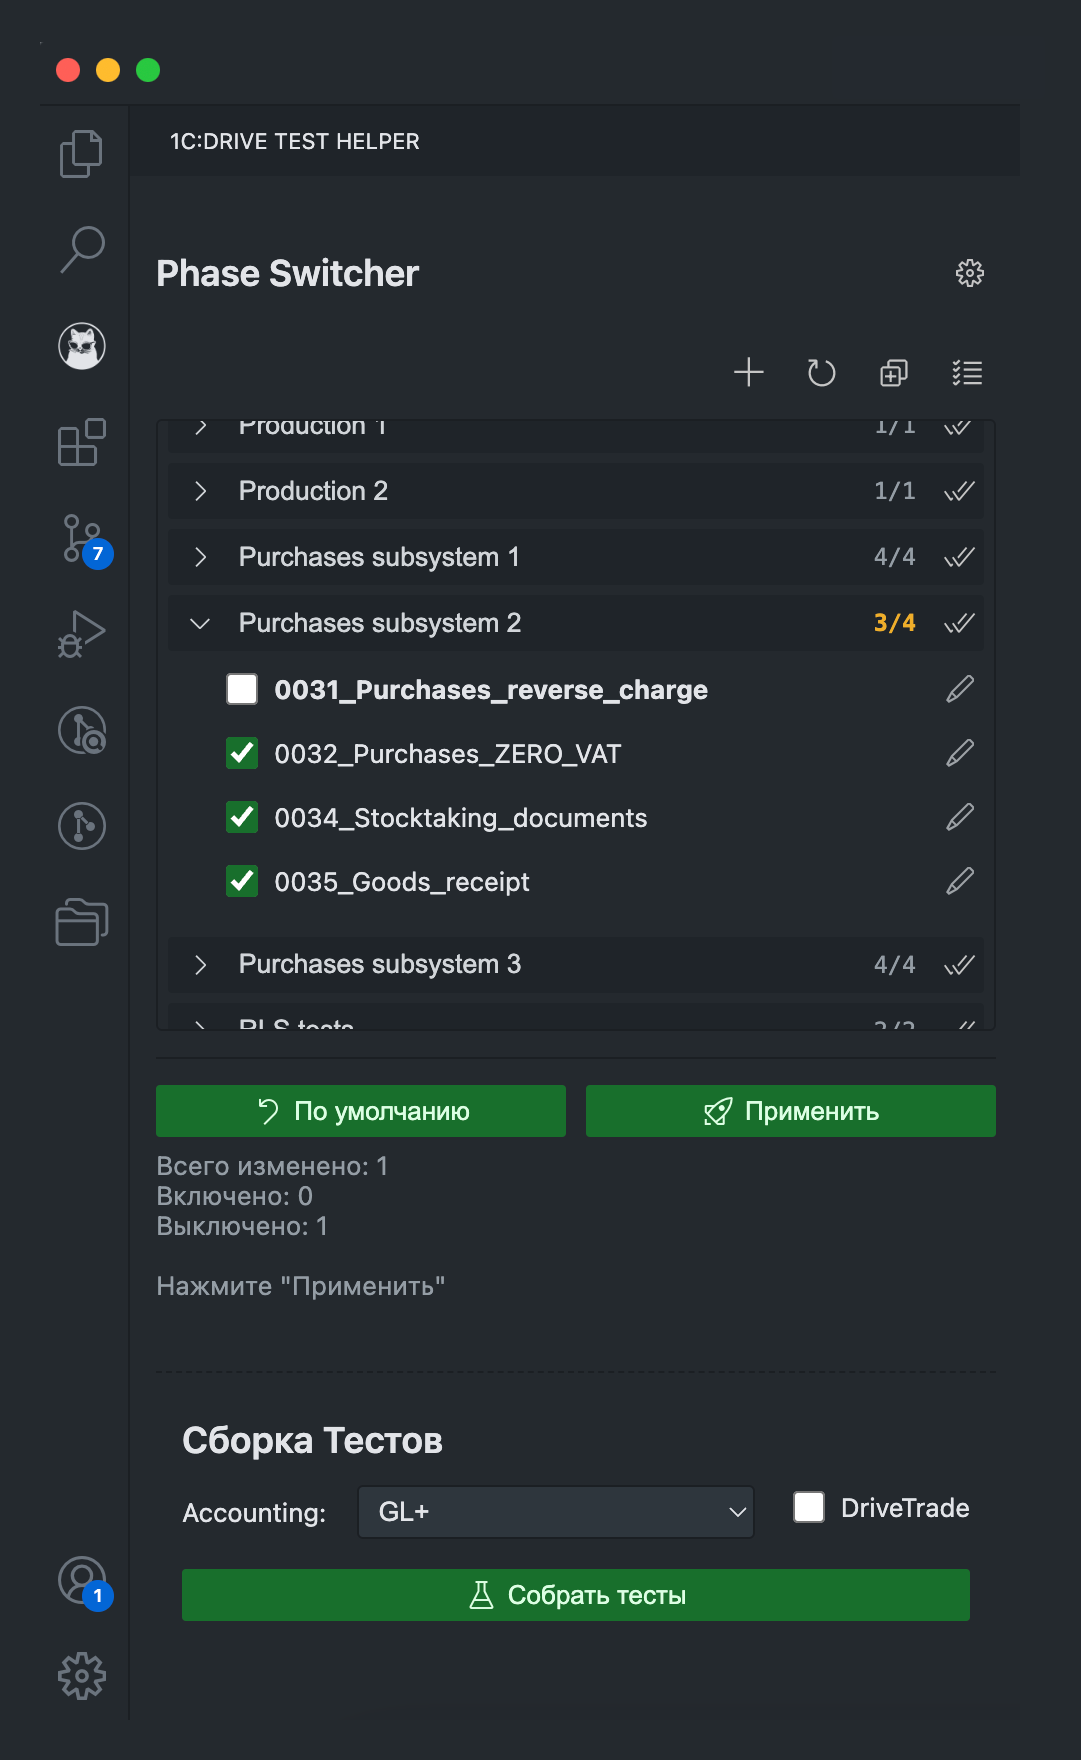 1C:DRIVE TEST HELPER
Phase Switcher
Production 1 1/1
Production 2 1/1
Purchases subsystem 1 4/4
7
Purchases subsystem 2 3/4
0031_Purchases_reverse_charge
0032_Purchases_ZERO_VAT
0034_Stocktaking_documents
0035_Goods_receipt
Purchases subsystem 3 4/4
RLS tests
По умолчанию Применить
Всего изменено: 1
Включено: 0
Выключено: 1
Нажмите "Применить"
Сборка Тестов
Accounting: GL+ DriveTrade
Собрать тесты
1